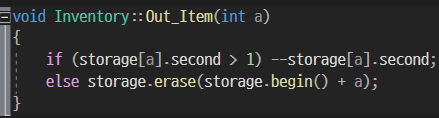 void Inventory::Out_Item(int a)
{
if (storage[a].second > 1) --storage[a].second;
else storage.erase(storage.begin() + a);
}